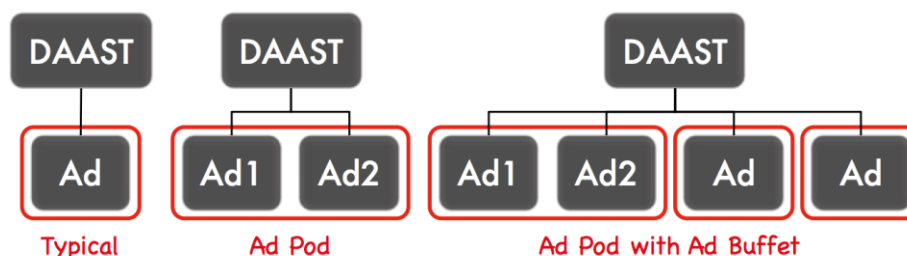 DAAST DAAST DAAST
Ad Ad1 Ad2 Ad1 Ad2 Ad Ad
Typical Ad Pod Ad Pod with Ad Buffet